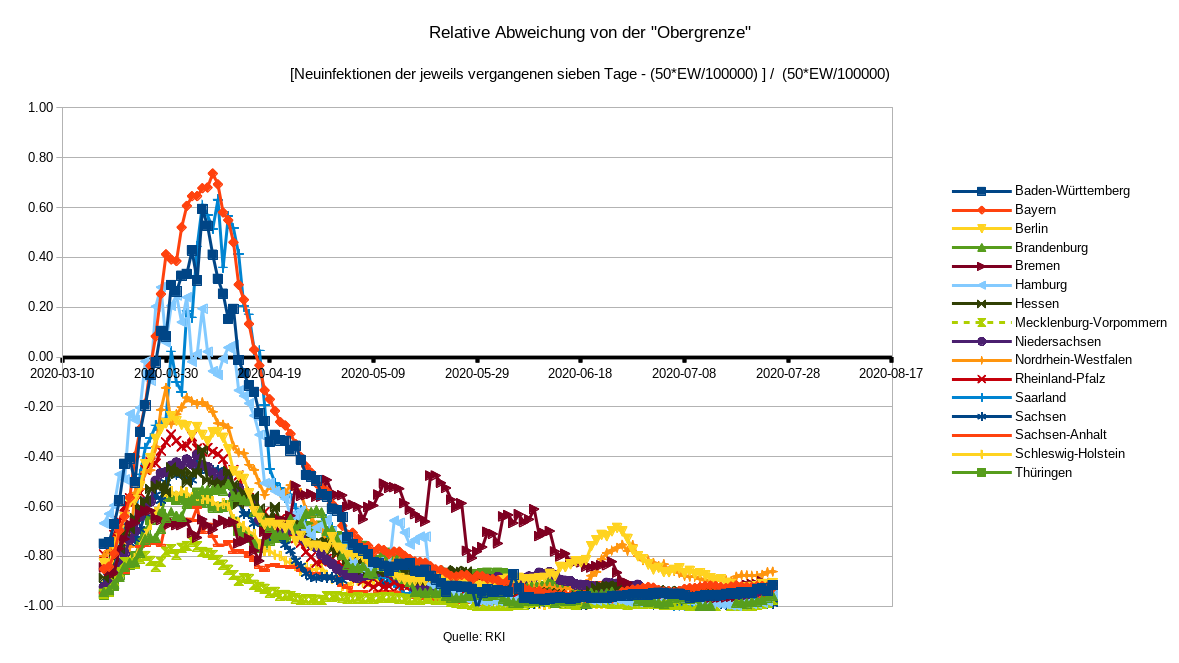 Relative Abweichung von der "Obergrenze"
[Neuinfektionen der jeweils vergangenen sieben Tage - (50*EW/100000) ] / (50*EW/100000)
1.00
0.80
0.60
0.40
0.20
0.00
-0.20
-0.40
-0.60
-0.80
-1.00
2020-03-10 2020-03-30 2020-04-19 2020-05-09 2020-05-29 2020-06-18 2020-07-08 2020-07-28 2020-08-17
Baden-Württemberg
Bayern
Berlin
Brandenburg
Bremen
Hamburg
Hessen
Mecklenburg-Vorpommern
Niedersachsen
Nordrhein-Westfalen
Rheinland-Pfalz
Saarland
Sachsen
Sachsen-Anhalt
Schleswig-Holstein
Thüringen
Quelle: RKI